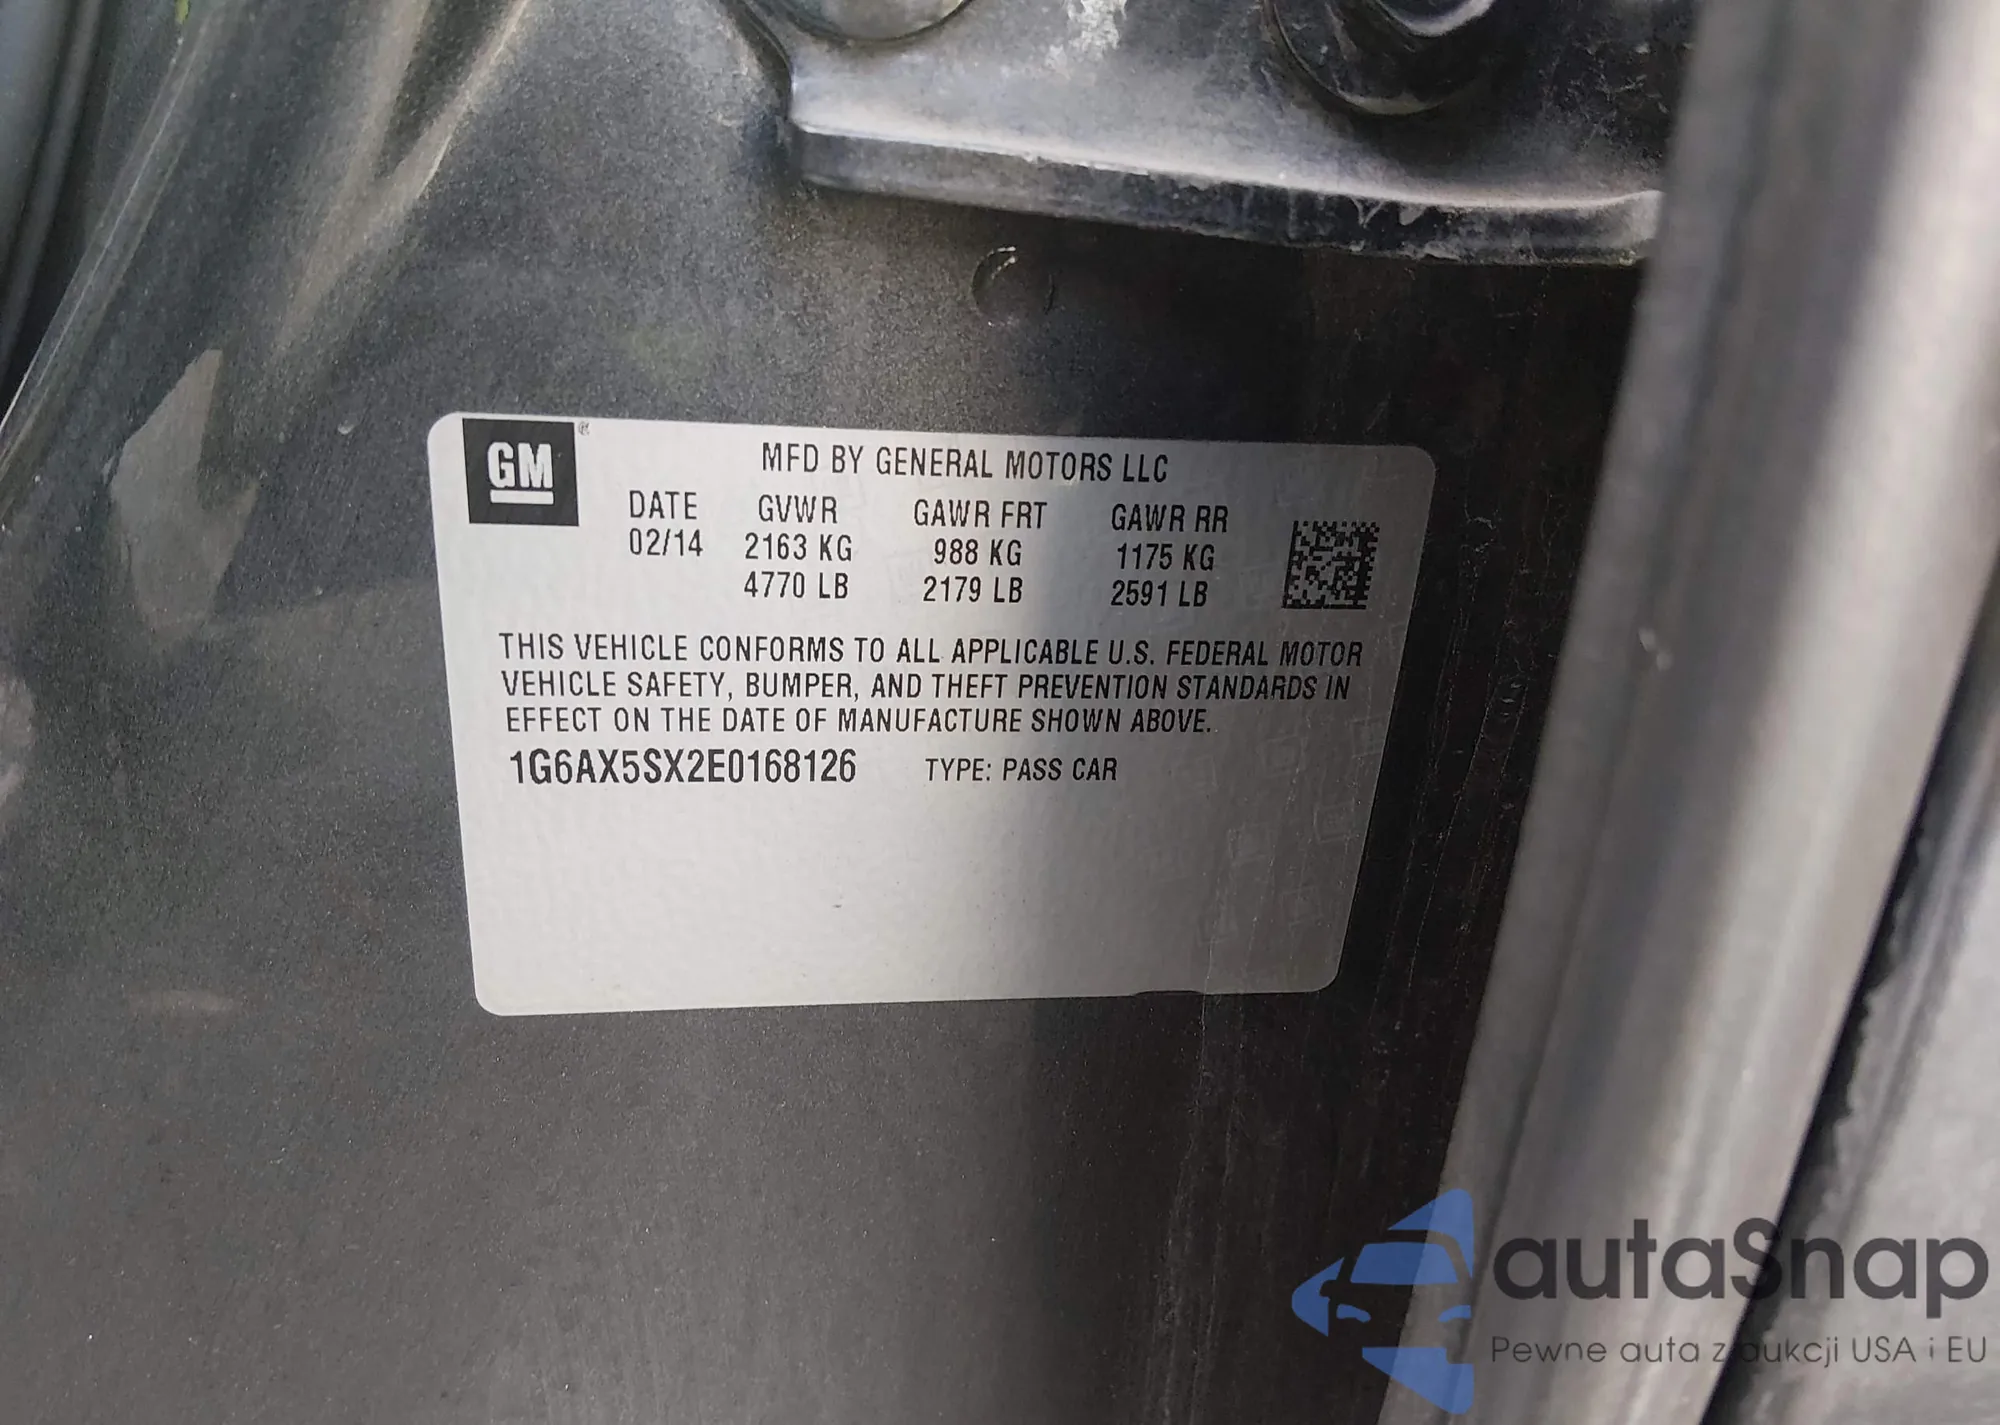 GM®
MFD BY GENERAL MOTORS LLC
DATE GVWR GAWR FRT GAWR RR
02/14 2163 KG 988 KG 1175 KG
4770 LB 2179 LB 2591 LB
THIS VEHICLE CONFORMS TO ALL APPLICABLE U.S. FEDERAL MOTOR
VEHICLE SAFETY, BUMPER, AND THEFT PREVENTION STANDARDS IN
EFFECT ON THE DATE OF MANUFACTURE SHOWN ABOVE.
1G6AX5SX2E0168126 TYPE: PASS CAR
autaSnap
Pewne auta z aukcji USA i EU